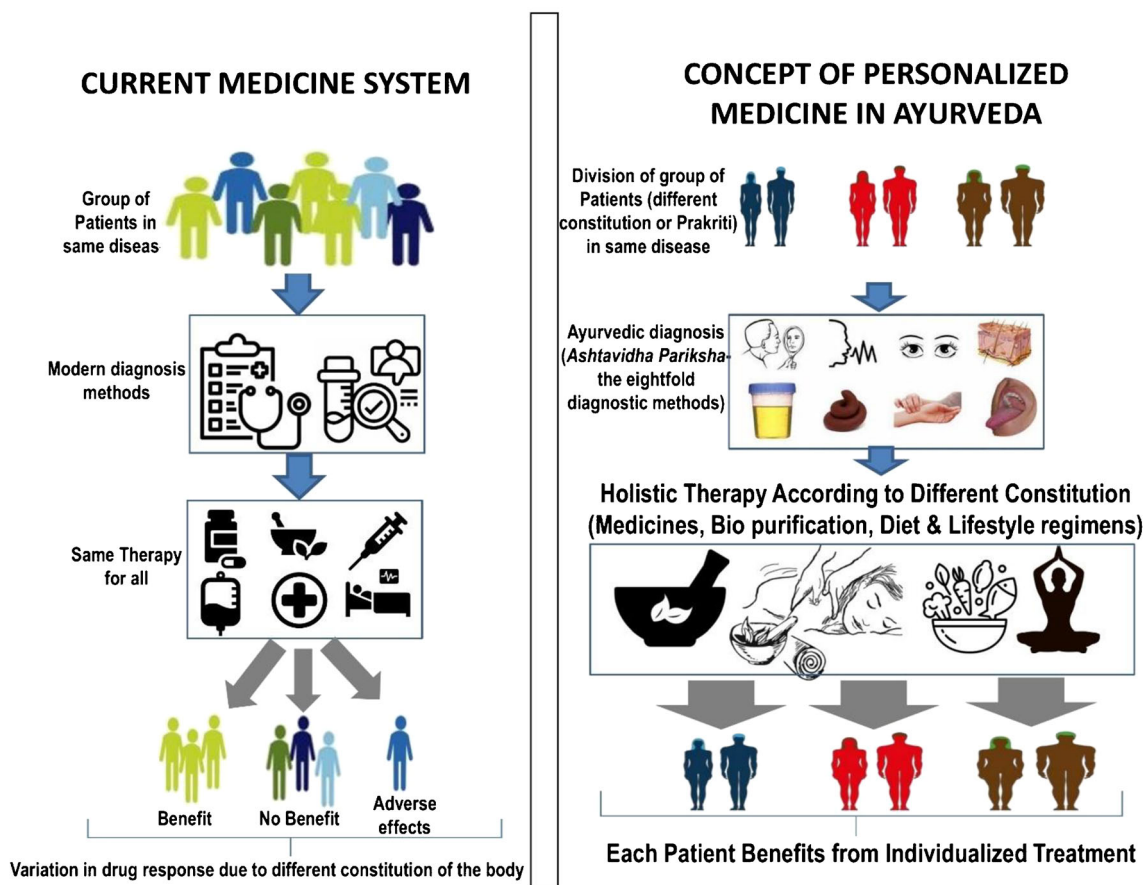 CURRENT MEDICINE SYSTEM
Group of
Patients in
same diseas
Modern diagnosis
methods
Same Therapy
for all
Benefit
No Benefit
Adverse
effects
Variation in drug response due to different constitution of the body
CONCEPT OF PERSONALIZED
MEDICINE IN AYURVEDA
Division of group of
Patients (different
constitution or Prakriti)
in same disease
Ayurvedic diagnosis
(Ashtavidha Pariksha-
the eightfold
diagnostic methods)
Holistic Therapy According to Different Constitution
(Medicines, Bio purification, Diet & Lifestyle regimens)
Each Patient Benefits from Individualized Treatment